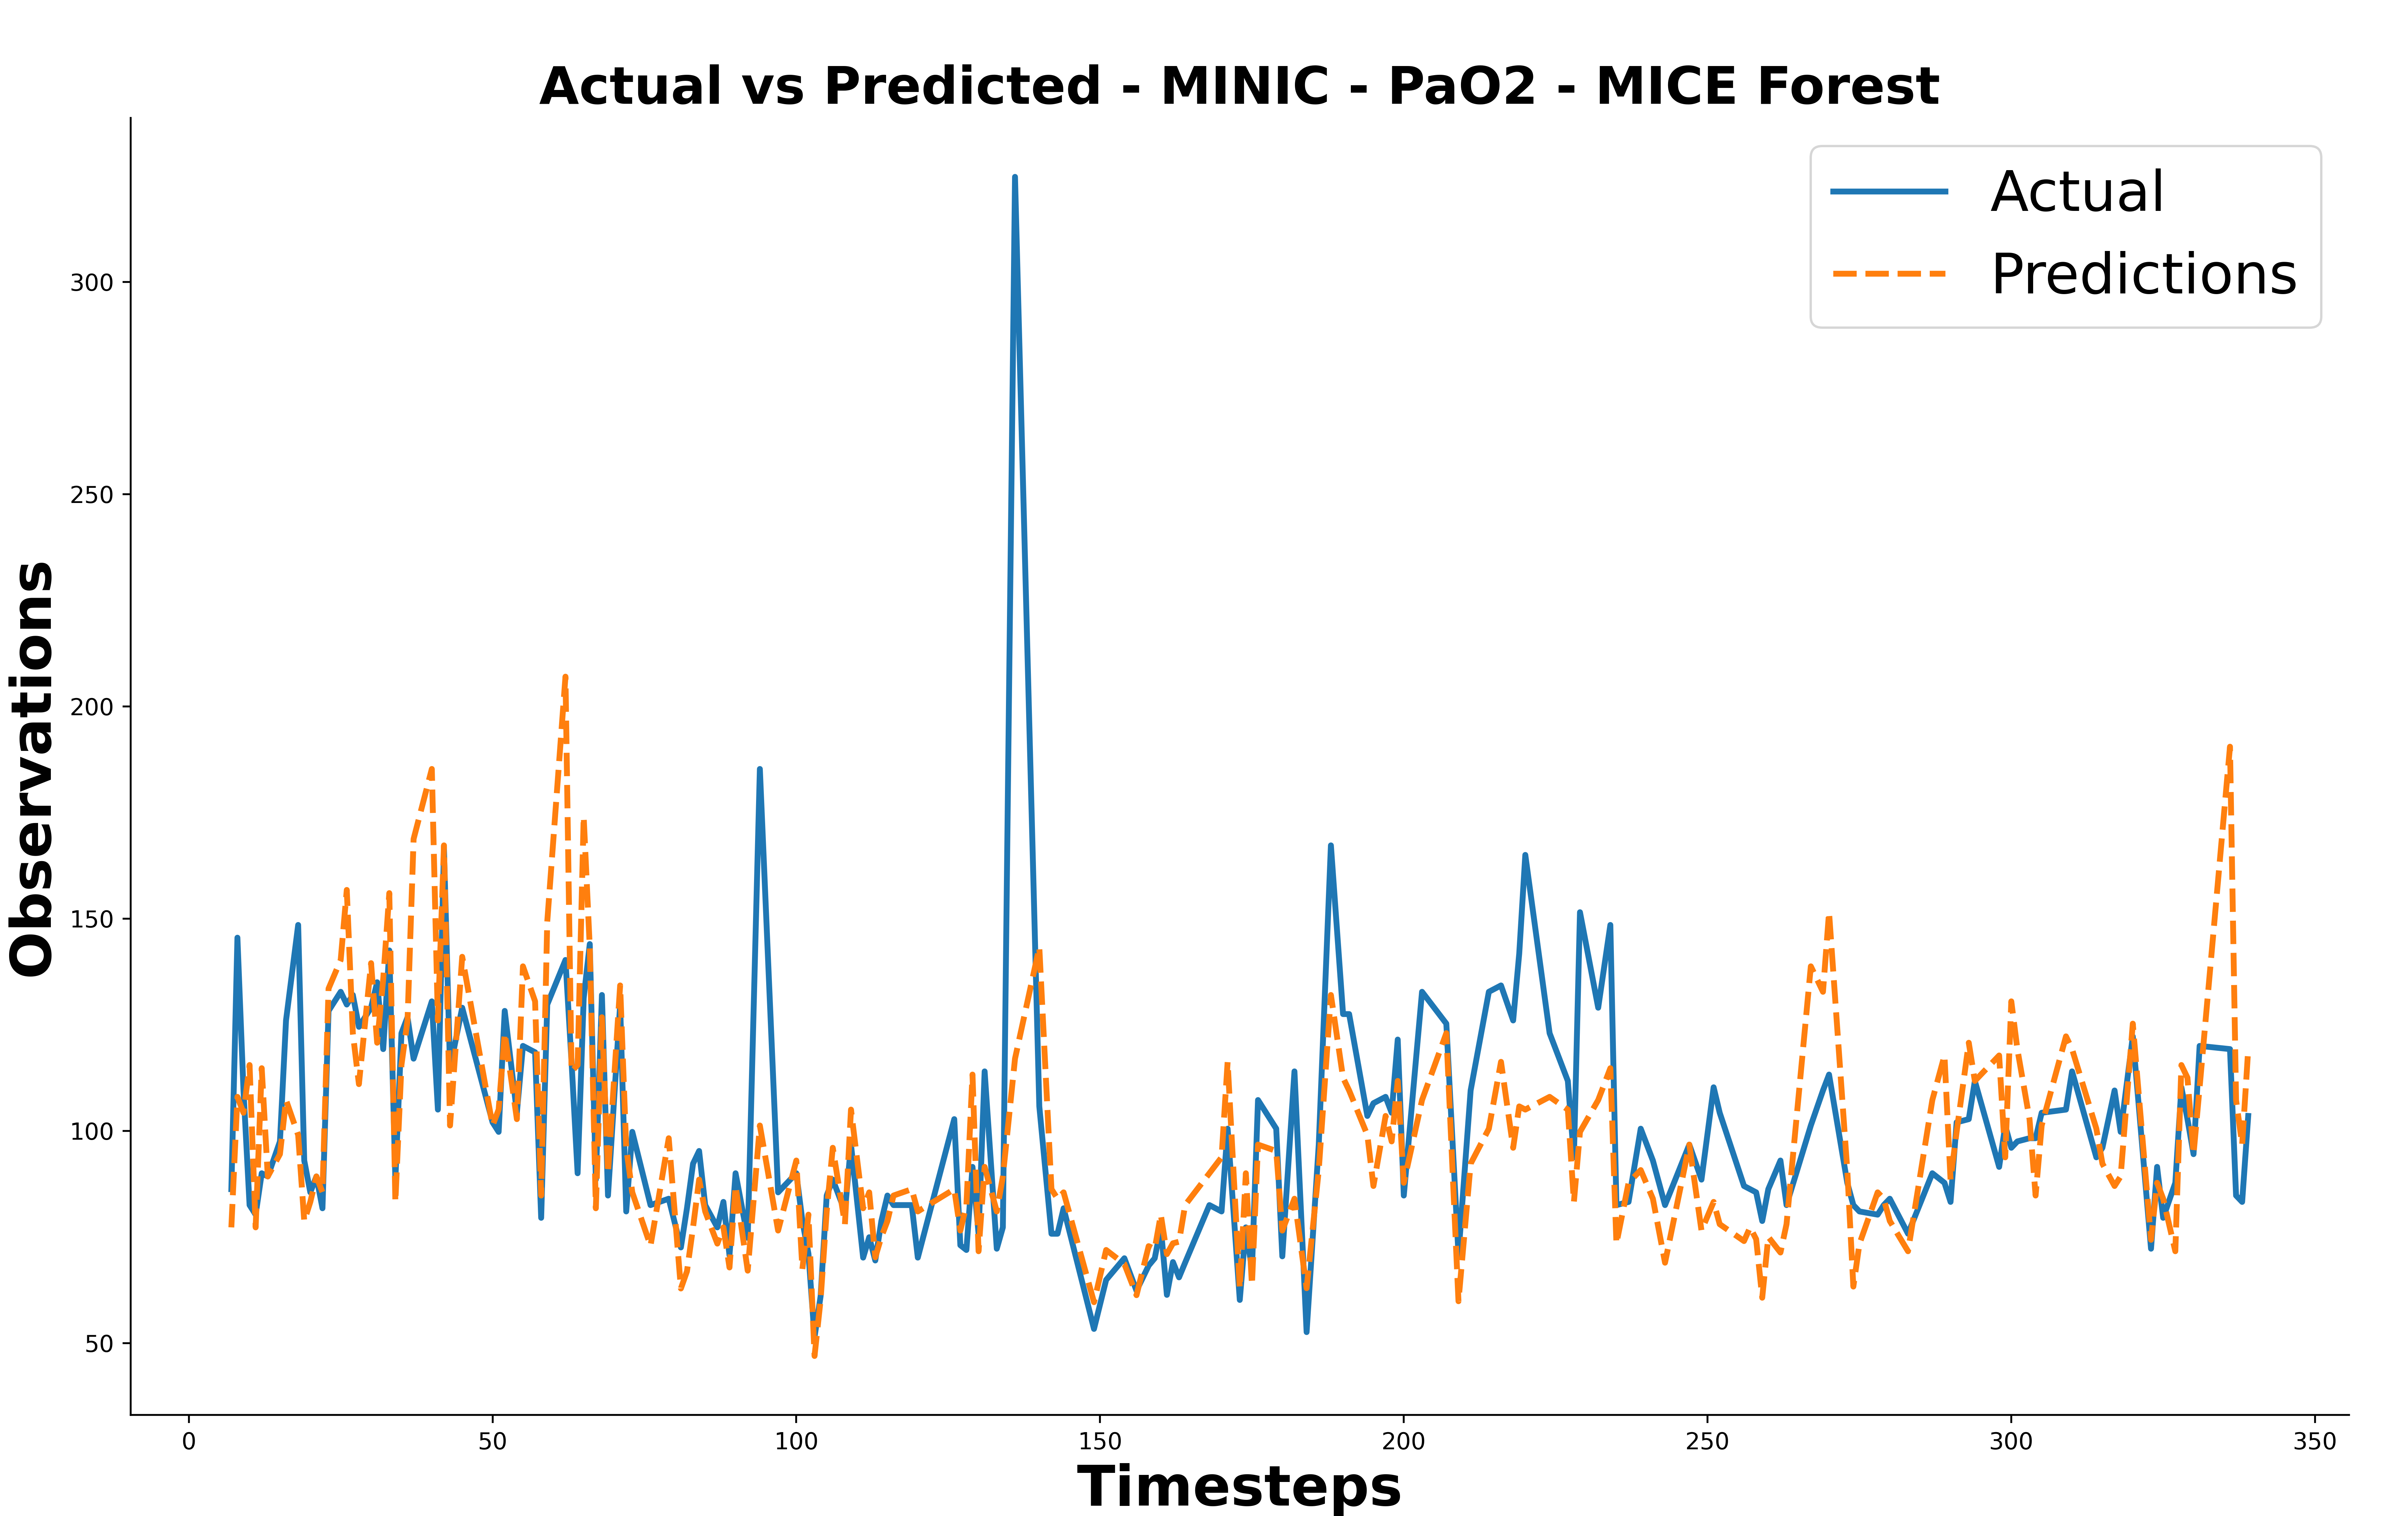 Actual vs Predicted - MINIC - PaO2 - MICE Forest
Actual
Predictions
Observations
300
250
200
150
100
50
0 50 100 150 200 250 300 350
Timesteps